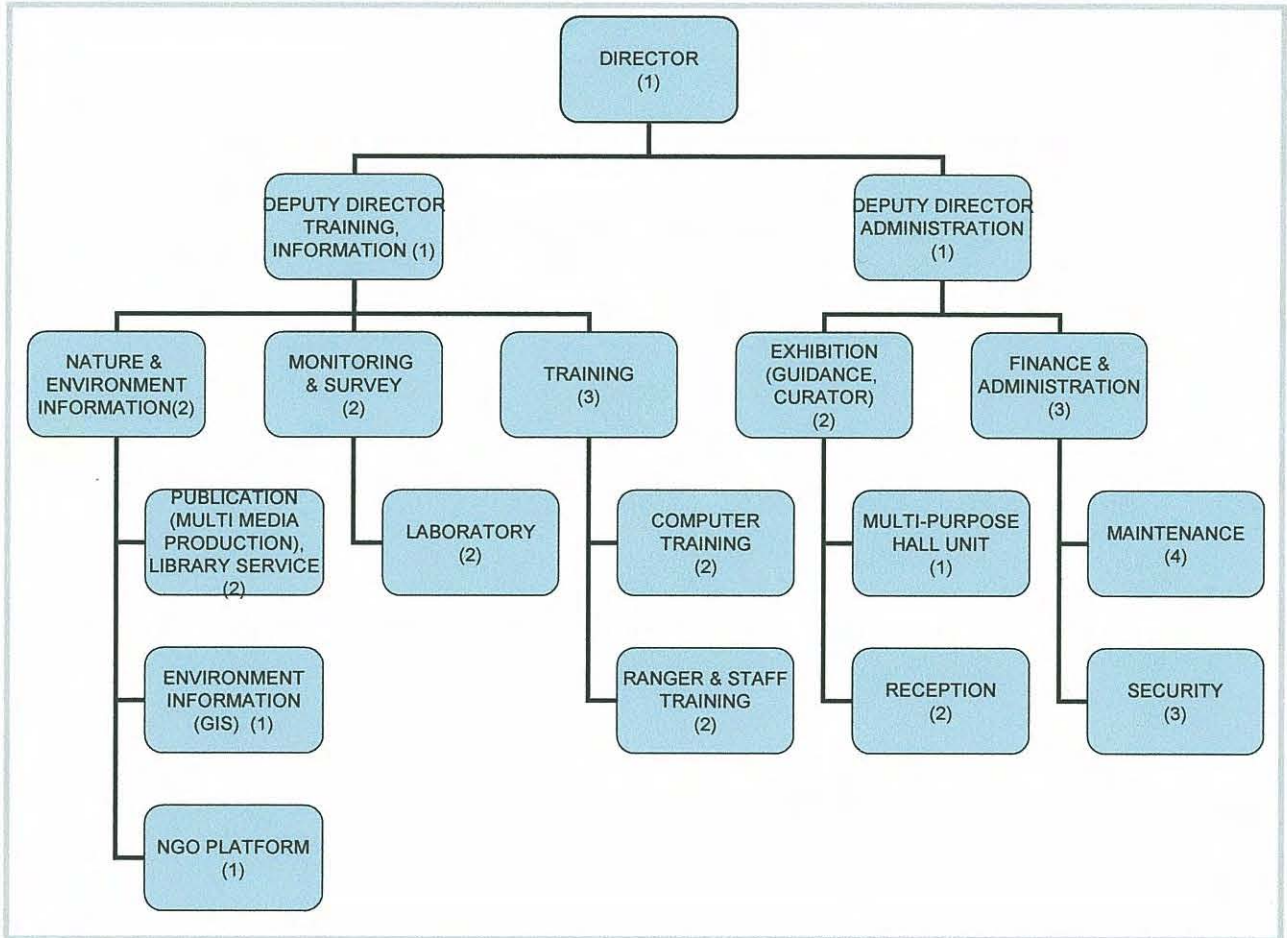 DIRECTOR
(1)
DEPUTY DIRECTOR
TRAINING,
INFORMATION (1)
DEPUTY DIRECTOR
ADMINISTRATION
(1)
NATURE &
ENVIRONMENT
INFORMATION(2)
MONITORING
& SURVEY
(2)
TRAINING
(3)
EXHIBITION
(GUIDANCE,
CURATOR)
(2)
FINANCE &
ADMINISTRATION
(3)
PUBLICATION
(MULTI MEDIA
PRODUCTION),
LIBRARY SERVICE
(2)
LABORATORY
(2)
COMPUTER
TRAINING
(2)
MULTI-PURPOSE
HALL UNIT
(1)
MAINTENANCE
(4)
ENVIRONMENT
INFORMATION
(GIS) (1)
RANGER & STAFF
TRAINING
(2)
RECEPTION
(2)
SECURITY
(3)
NGO PLATFORM
(1)